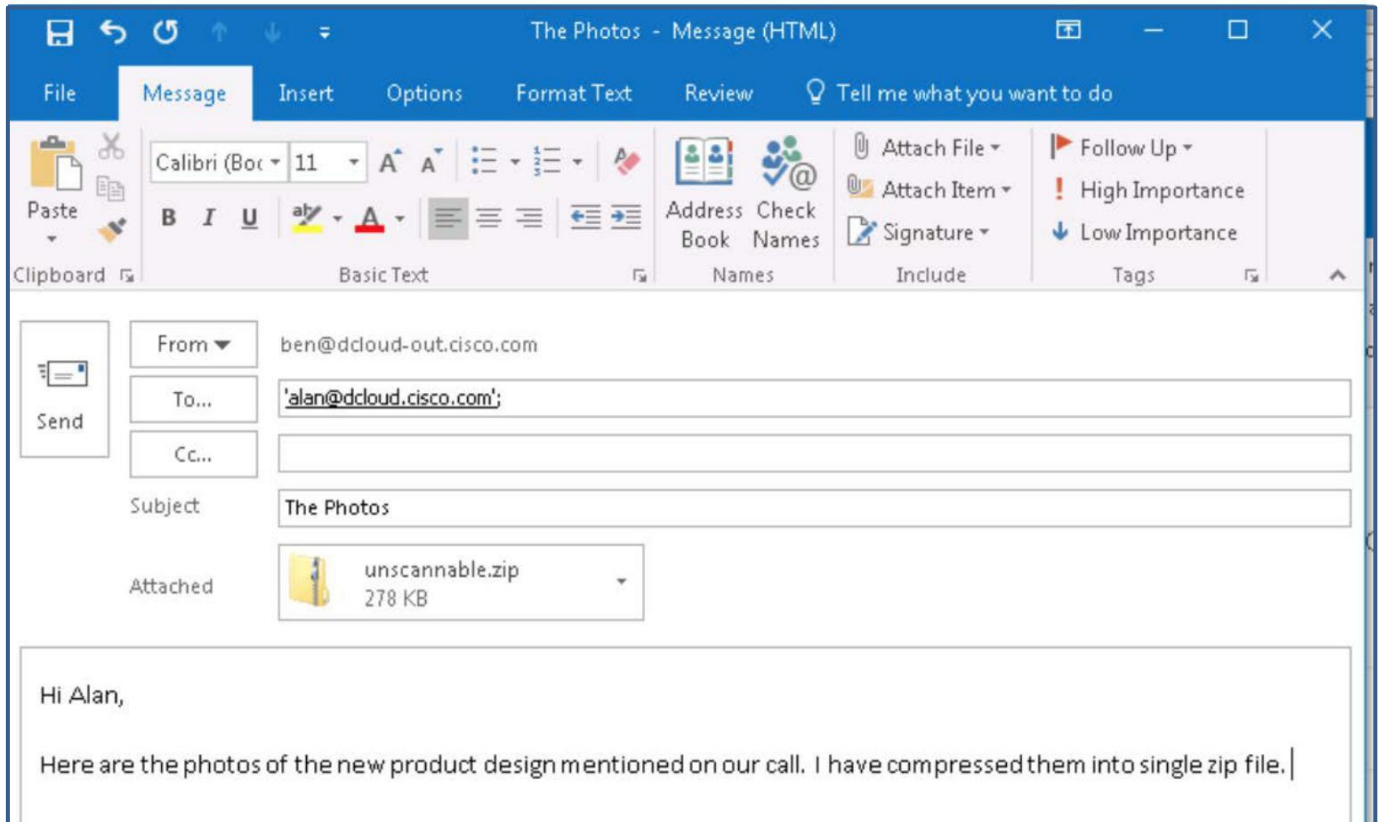 The Photos - Message (HTML)
File Message Insert Options Format Text Review Tell me what you want to do
Paste
Clipboard
Calibri (Boc 11
B I U
Basic Text
Address Book
Check Names
Names
Attach File
Attach Item
Signature
Include
Follow Up
High Importance
Low Importance
Tags
Send
From ben@dcloud-out.cisco.com
To... 'alan@dcloud.cisco.com';
Cc...
Subject The Photos
Attached unscannable.zip
278 KB
Hi Alan,
Here are the photos of the new product design mentioned on our call. I have compressed them into single zip file.